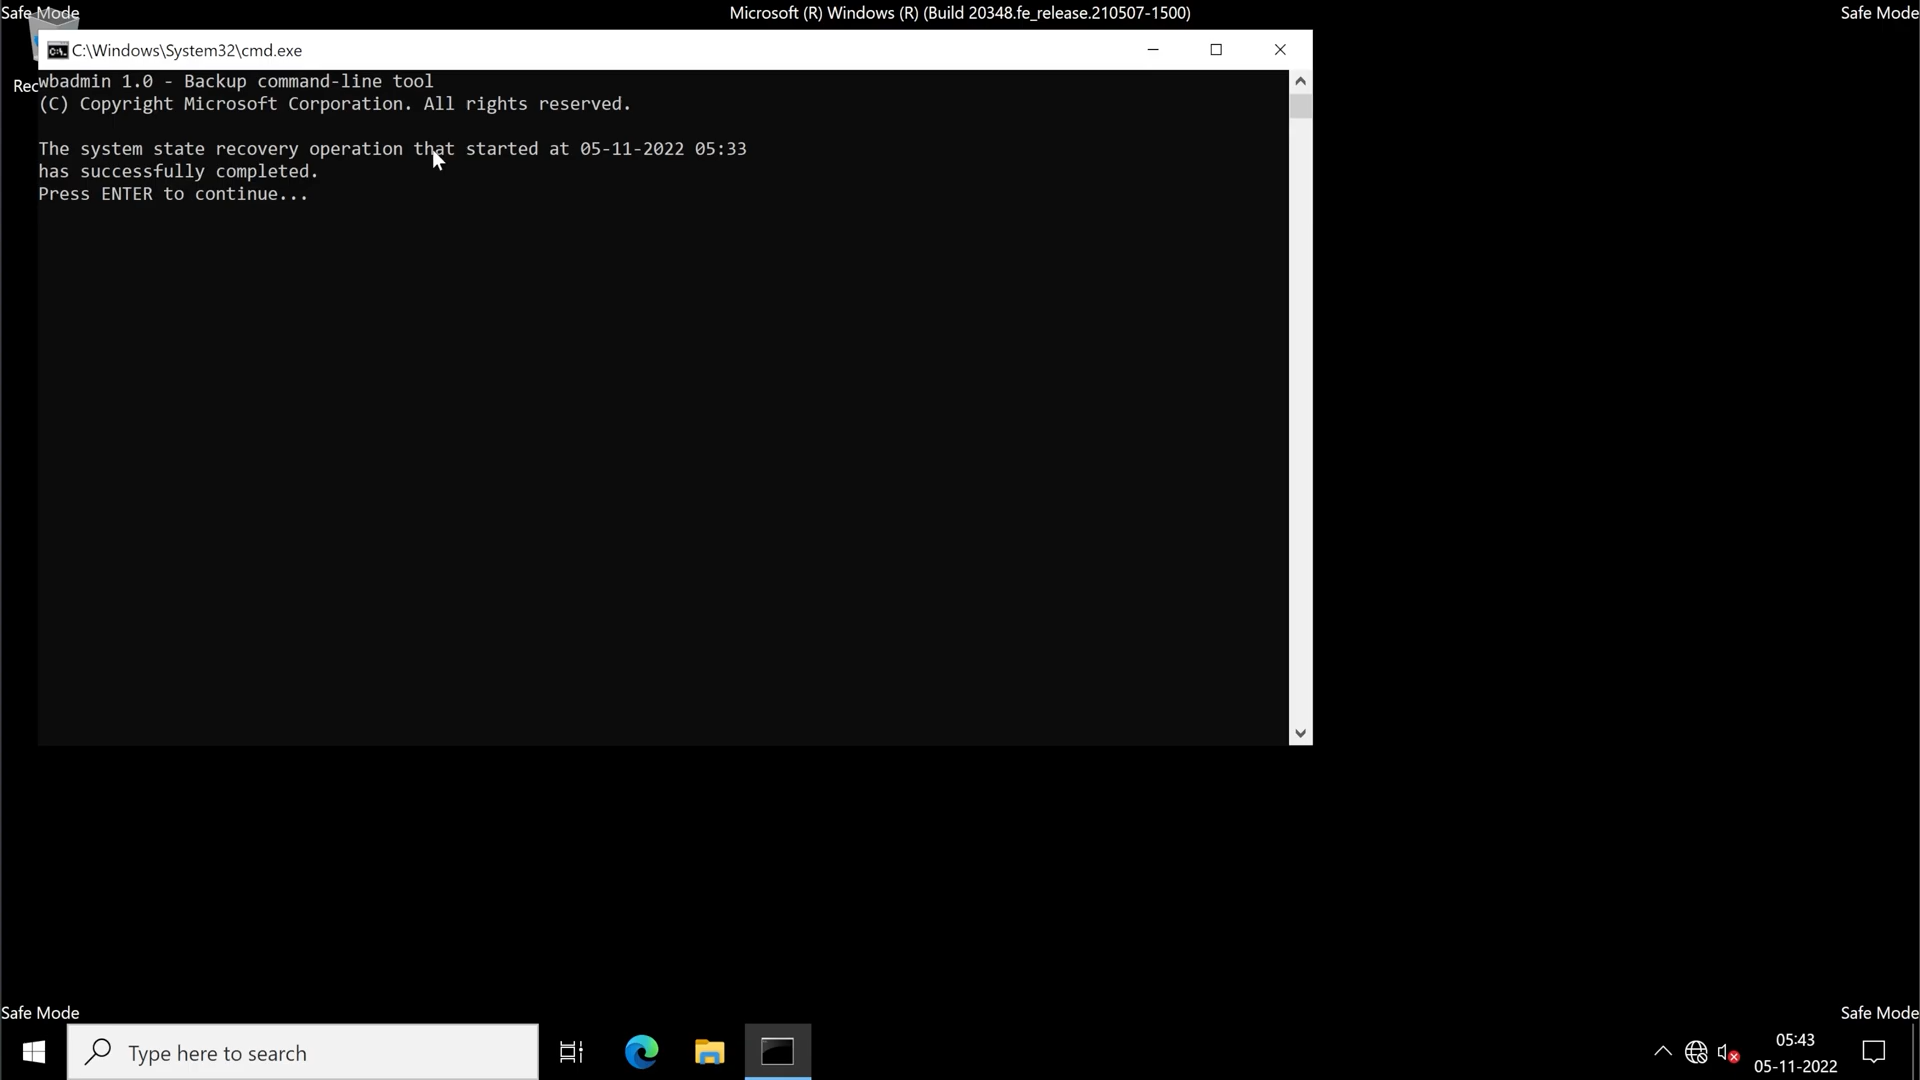 Safe Mode
Microsoft (R) Windows (R) (Build 20348.fe_release.210507-1500)
Safe Mode
C:\Windows\System32\cmd.exe
Rec
wbadmin 1.0 - Backup command-line tool
(C) Copyright Microsoft Corporation. All rights reserved.
The system state recovery operation that started at 05-11-2022 05:33
has successfully completed.
Press ENTER to continue...
Safe Mode
Safe Mode
Type here to search
05:43
05-11-2022